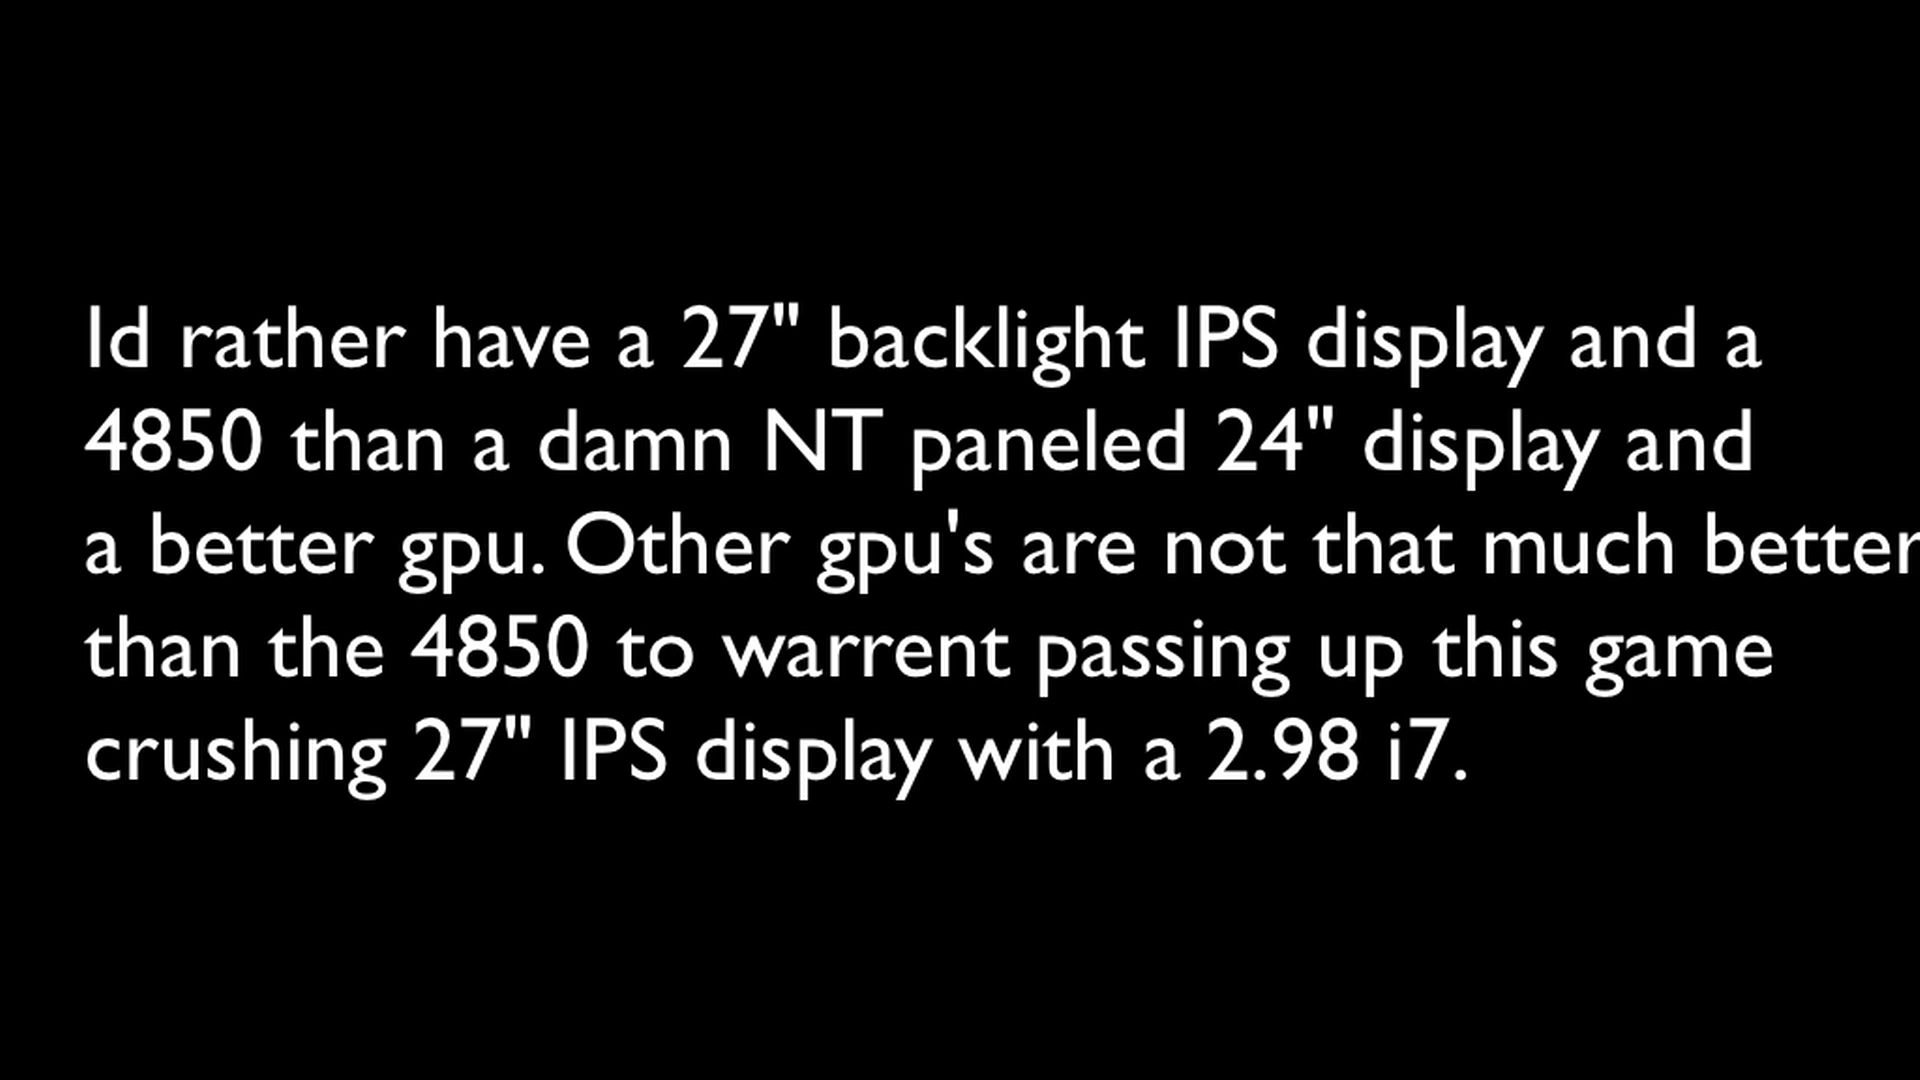 Id rather have a 27" backlight IPS display and a
4850 than a damn NT paneled 24" display and
a better gpu. Other gpu's are not that much better
than the 4850 to warrent passing up this game
crushing 27" IPS display with a 2.98 i7.